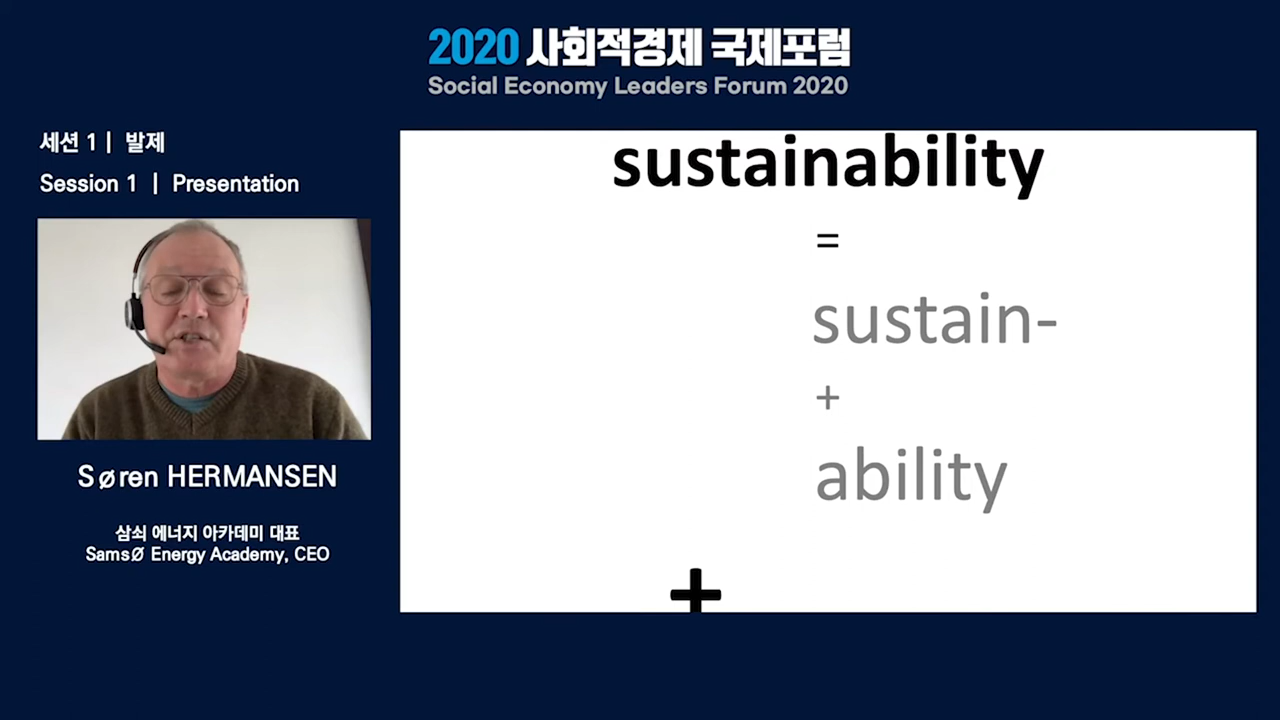 2020 사회적경제 국제포럼
Social Economy Leaders Forum 2020
세션 1 | 발제
Session 1 | Presentation
Søren HERMANSEN
삼쇠 에너지 아카데미 대표
SamsØ Energy Academy, CEO
sustainability
=
sustain-
+
ability
+